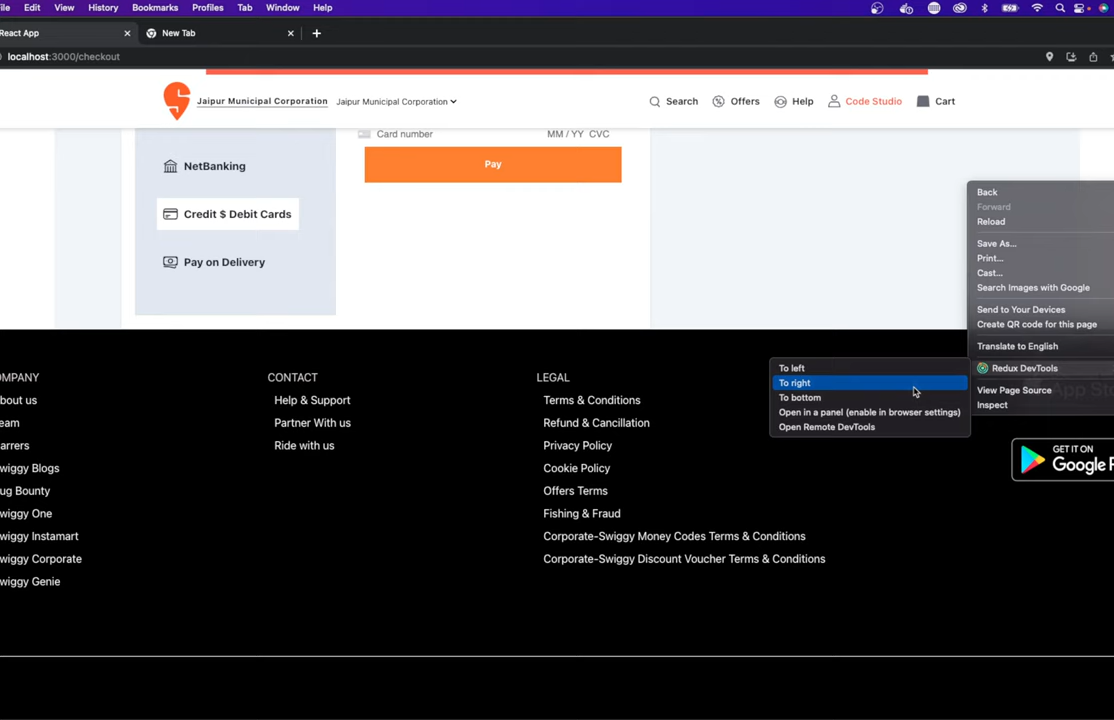 ile Edit View History Bookmarks Profiles Tab Window Help
React App
New Tab
localhost:3000/checkout
Jaipur Municipal Corporation Jaipur Municipal Corporation Search Offers Help Code Studio Cart
Card number MM / YY CVC
Pay
NetBanking
Credit $ Debit Cards
Pay on Delivery
Back
Forward
Reload
Save As...
Print...
Cast...
Search Images with Google
Send to Your Devices
Create QR code for this page
Translate to English
Redux DevTools
View Page Source
Inspect
To left
To right
To bottom
Open in a panel (enable in browser settings)
Open Remote DevTools
App Sto
GET IT ON
Google P
OMPANY
bout us
eam
arrers
wiggy Blogs
ug Bounty
wiggy One
wiggy Instamart
wiggy Corporate
wiggy Genie
CONTACT
Help & Support
Partner With us
Ride with us
LEGAL
Terms & Conditions
Refund & Cancellation
Privacy Policy
Cookie Policy
Offers Terms
Fishing & Fraud
Corporate-Swiggy Money Codes Terms & Conditions
Corporate-Swiggy Discount Voucher Terms & Conditions